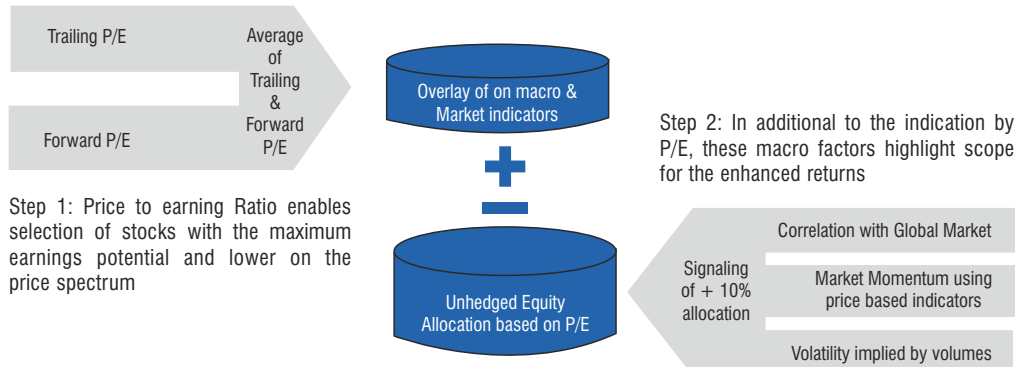 Trailing P/E
Forward P/E
Average
of
Trailing
&
Forward
P/E
Step 1: Price to earning Ratio enables
selection of stocks with the maximum
earnings potential and lower on the
price spectrum
Overlay of on macro &
Market indicators
Unhedged Equity
Allocation based on P/E
Step 2: In additional to the indication by
P/E, these macro factors highlight scope
for the enhanced returns
Signaling
of + 10%
allocation
Correlation with Global Market
Market Momentum using
price based indicators
Volatility implied by volumes